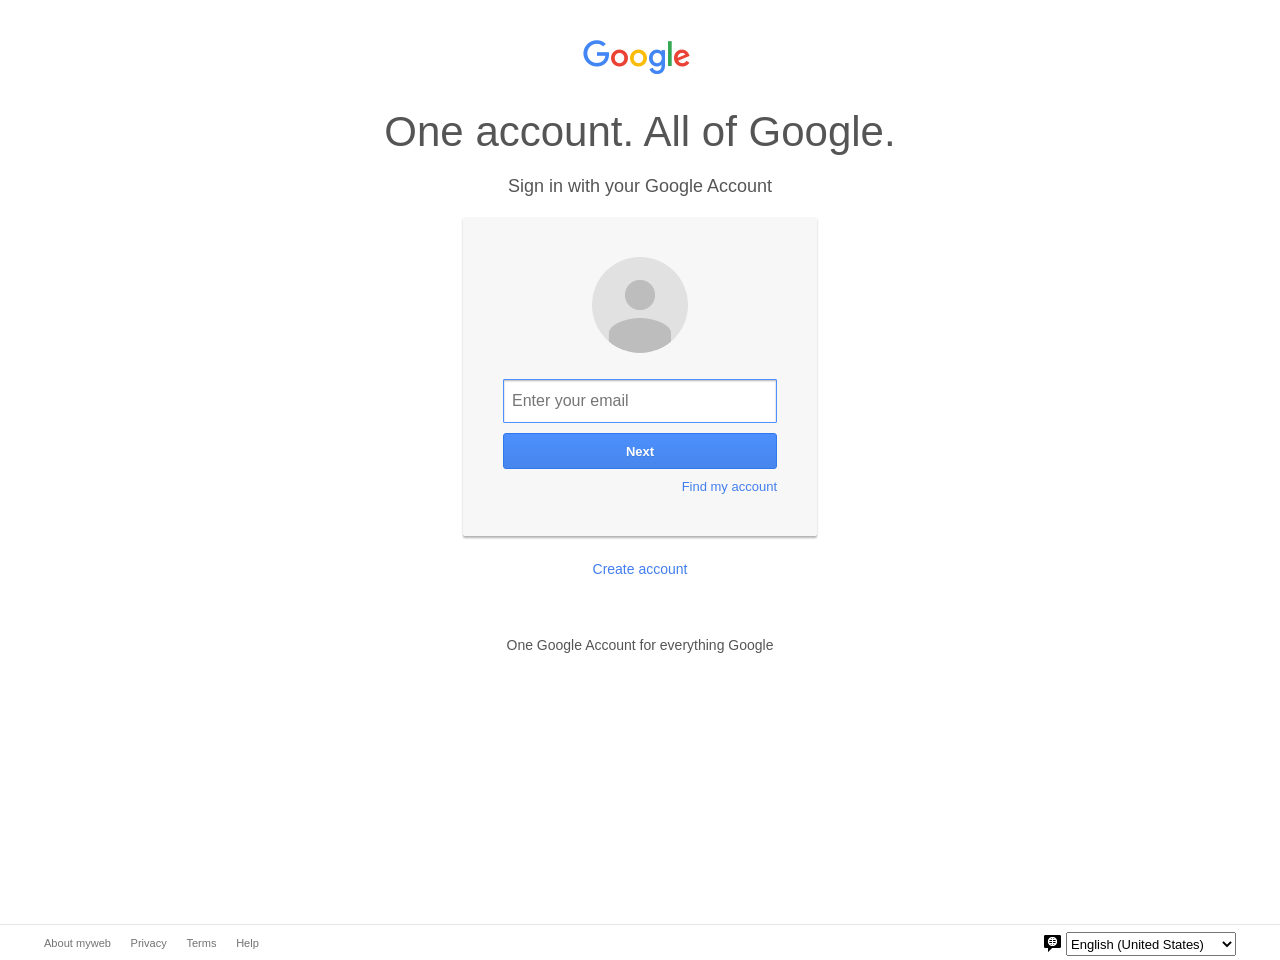 Google
One account. All of Google.
Sign in with your Google Account
Enter your email
Next
Find my account
Create account
One Google Account for everything Google
About myweb Privacy Terms Help English (United States)